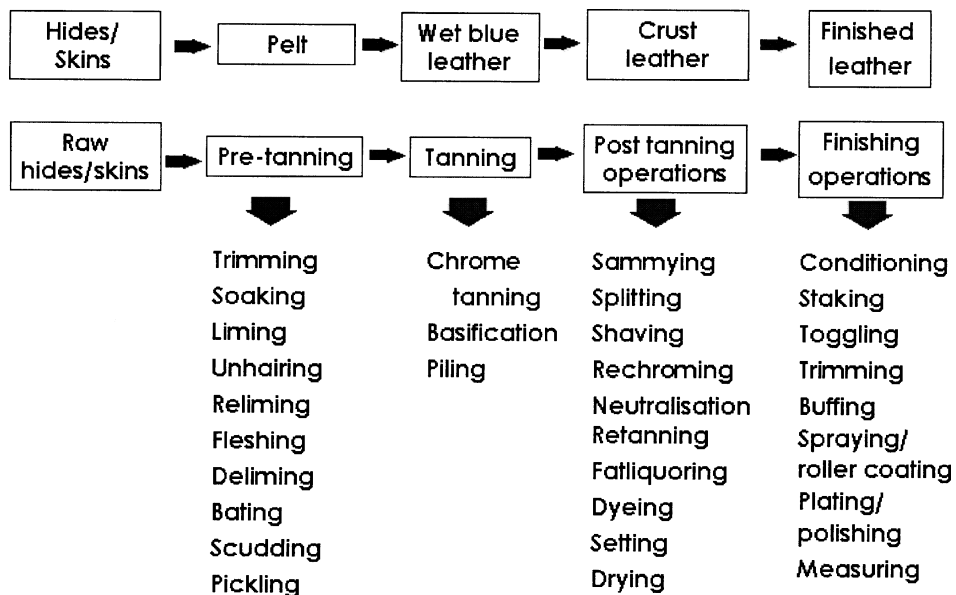 Hides/
Skins
Pelt
Wet blue
leather
Crust
leather
Finished
leather
Raw
hides/skins
Pre-tanning
Tanning
Post tanning
operations
Finishing
operations
Trimming
Soaking
Liming
Unhairing
Reliming
Fleshing
Deliming
Bating
Scudding
Pickling
Chrome
tanning
Basification
Piling
Sammying
Splitting
Shaving
Rechroming
Neutralisation
Retanning
Fatliquoring
Dyeing
Setting
Drying
Conditioning
Staking
Toggling
Trimming
Buffing
Spraying/
roller coating
Plating/
polishing
Measuring